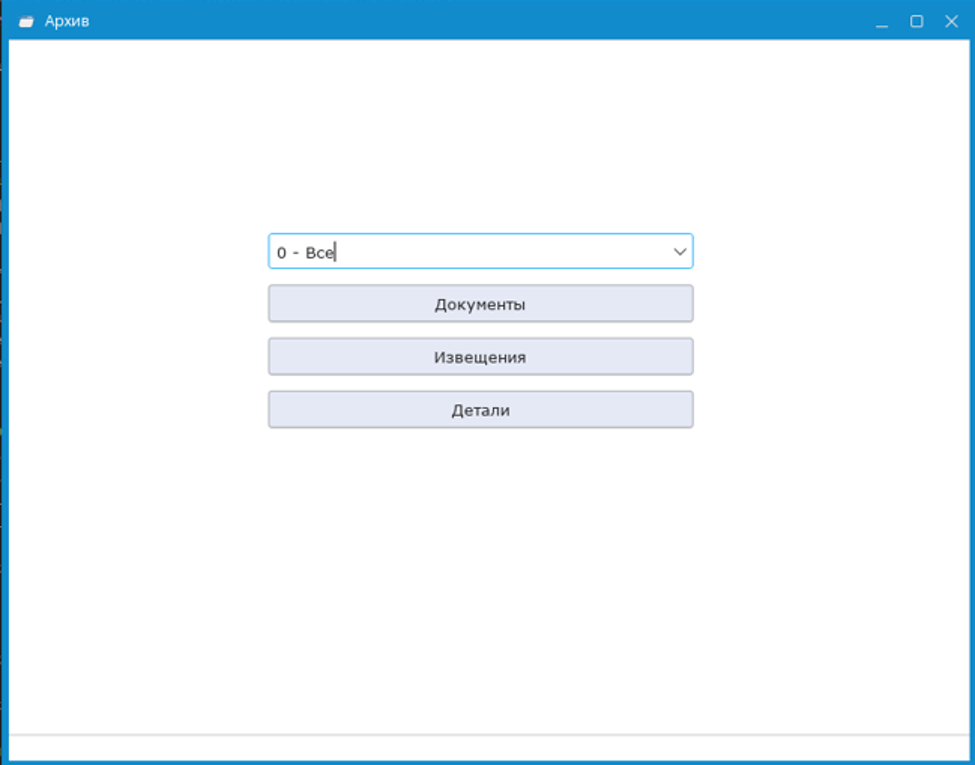 Архив
0 - Все
Документы
Извещения
Детали